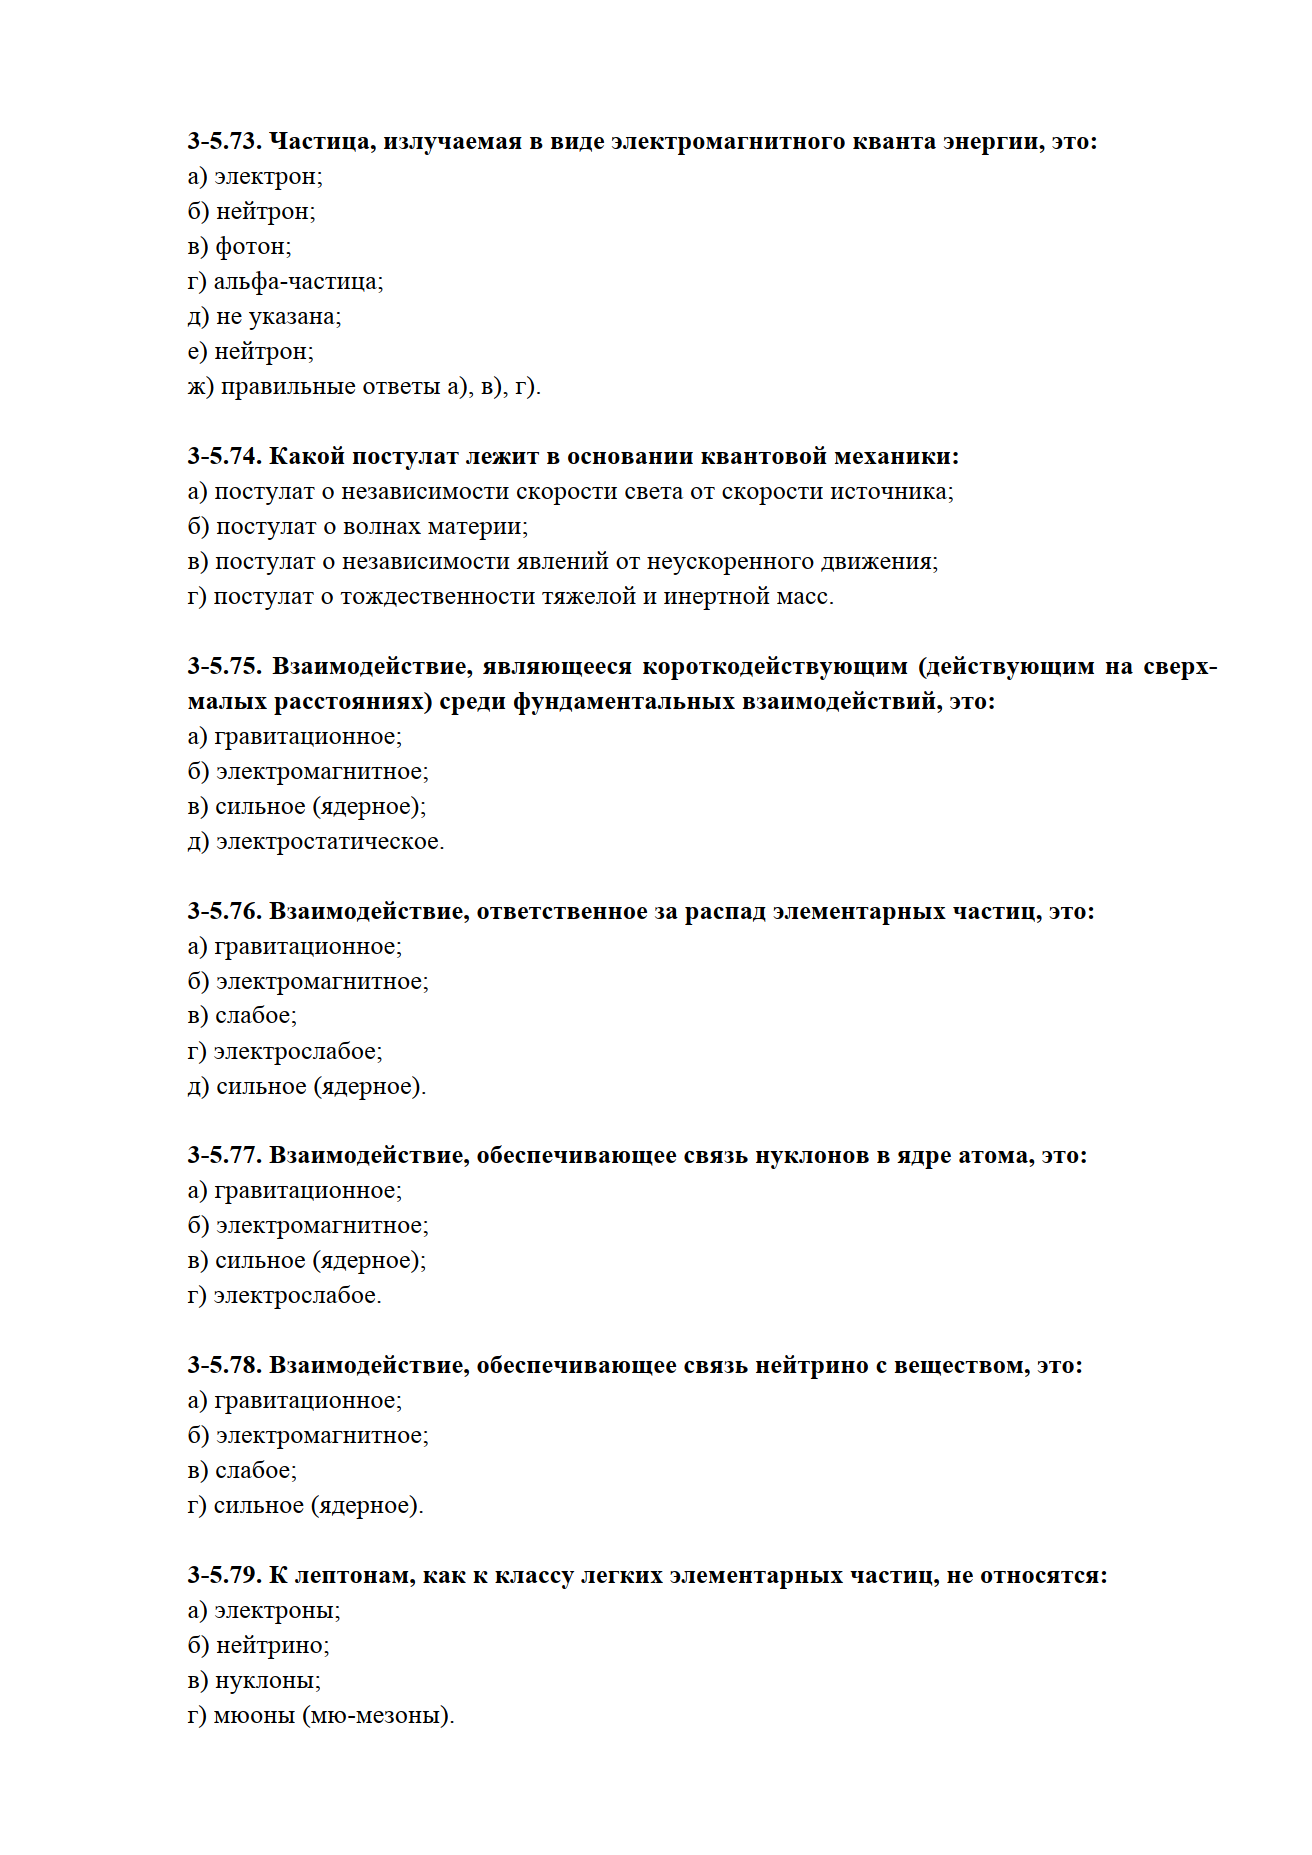 3-5.73. Частица, излучаемая в виде электромагнитного кванта энергии, это:
а) электрон;
б) нейтрон;
в) фотон;
г) альфа-частица;
д) не указана;
е) нейтрон;
ж) правильные ответы а), в), г).
3-5.74. Какой постулат лежит в основании квантовой механики:
а) постулат о независимости скорости света от скорости источника;
б) постулат о волнах материи;
в) постулат о независимости явлений от неускоренного движения;
г) постулат о тождественности тяжелой и инертной масс.
3-5.75. Взаимодействие, являющееся короткодействующим (действующим на сверх-
малых расстояниях) среди фундаментальных взаимодействий, это:
а) гравитационное;
б) электромагнитное;
в) сильное (ядерное);
д) электростатическое.
3-5.76. Взаимодействие, ответственное за распад элементарных частиц, это:
а) гравитационное;
б) электромагнитное;
в) слабое;
г) электрослабое;
д) сильное (ядерное).
3-5.77. Взаимодействие, обеспечивающее связь нуклонов в ядре атома, это:
а) гравитационное;
б) электромагнитное;
в) сильное (ядерное);
г) электрослабое.
3-5.78. Взаимодействие, обеспечивающее связь нейтрино с веществом, это:
а) гравитационное;
б) электромагнитное;
в) слабое;
г) сильное (ядерное).
3-5.79. К лептонам, как к классу легких элементарных частиц, не относятся:
а) электроны;
б) нейтрино;
в) нуклоны;
г) мюоны (мю-мезоны).